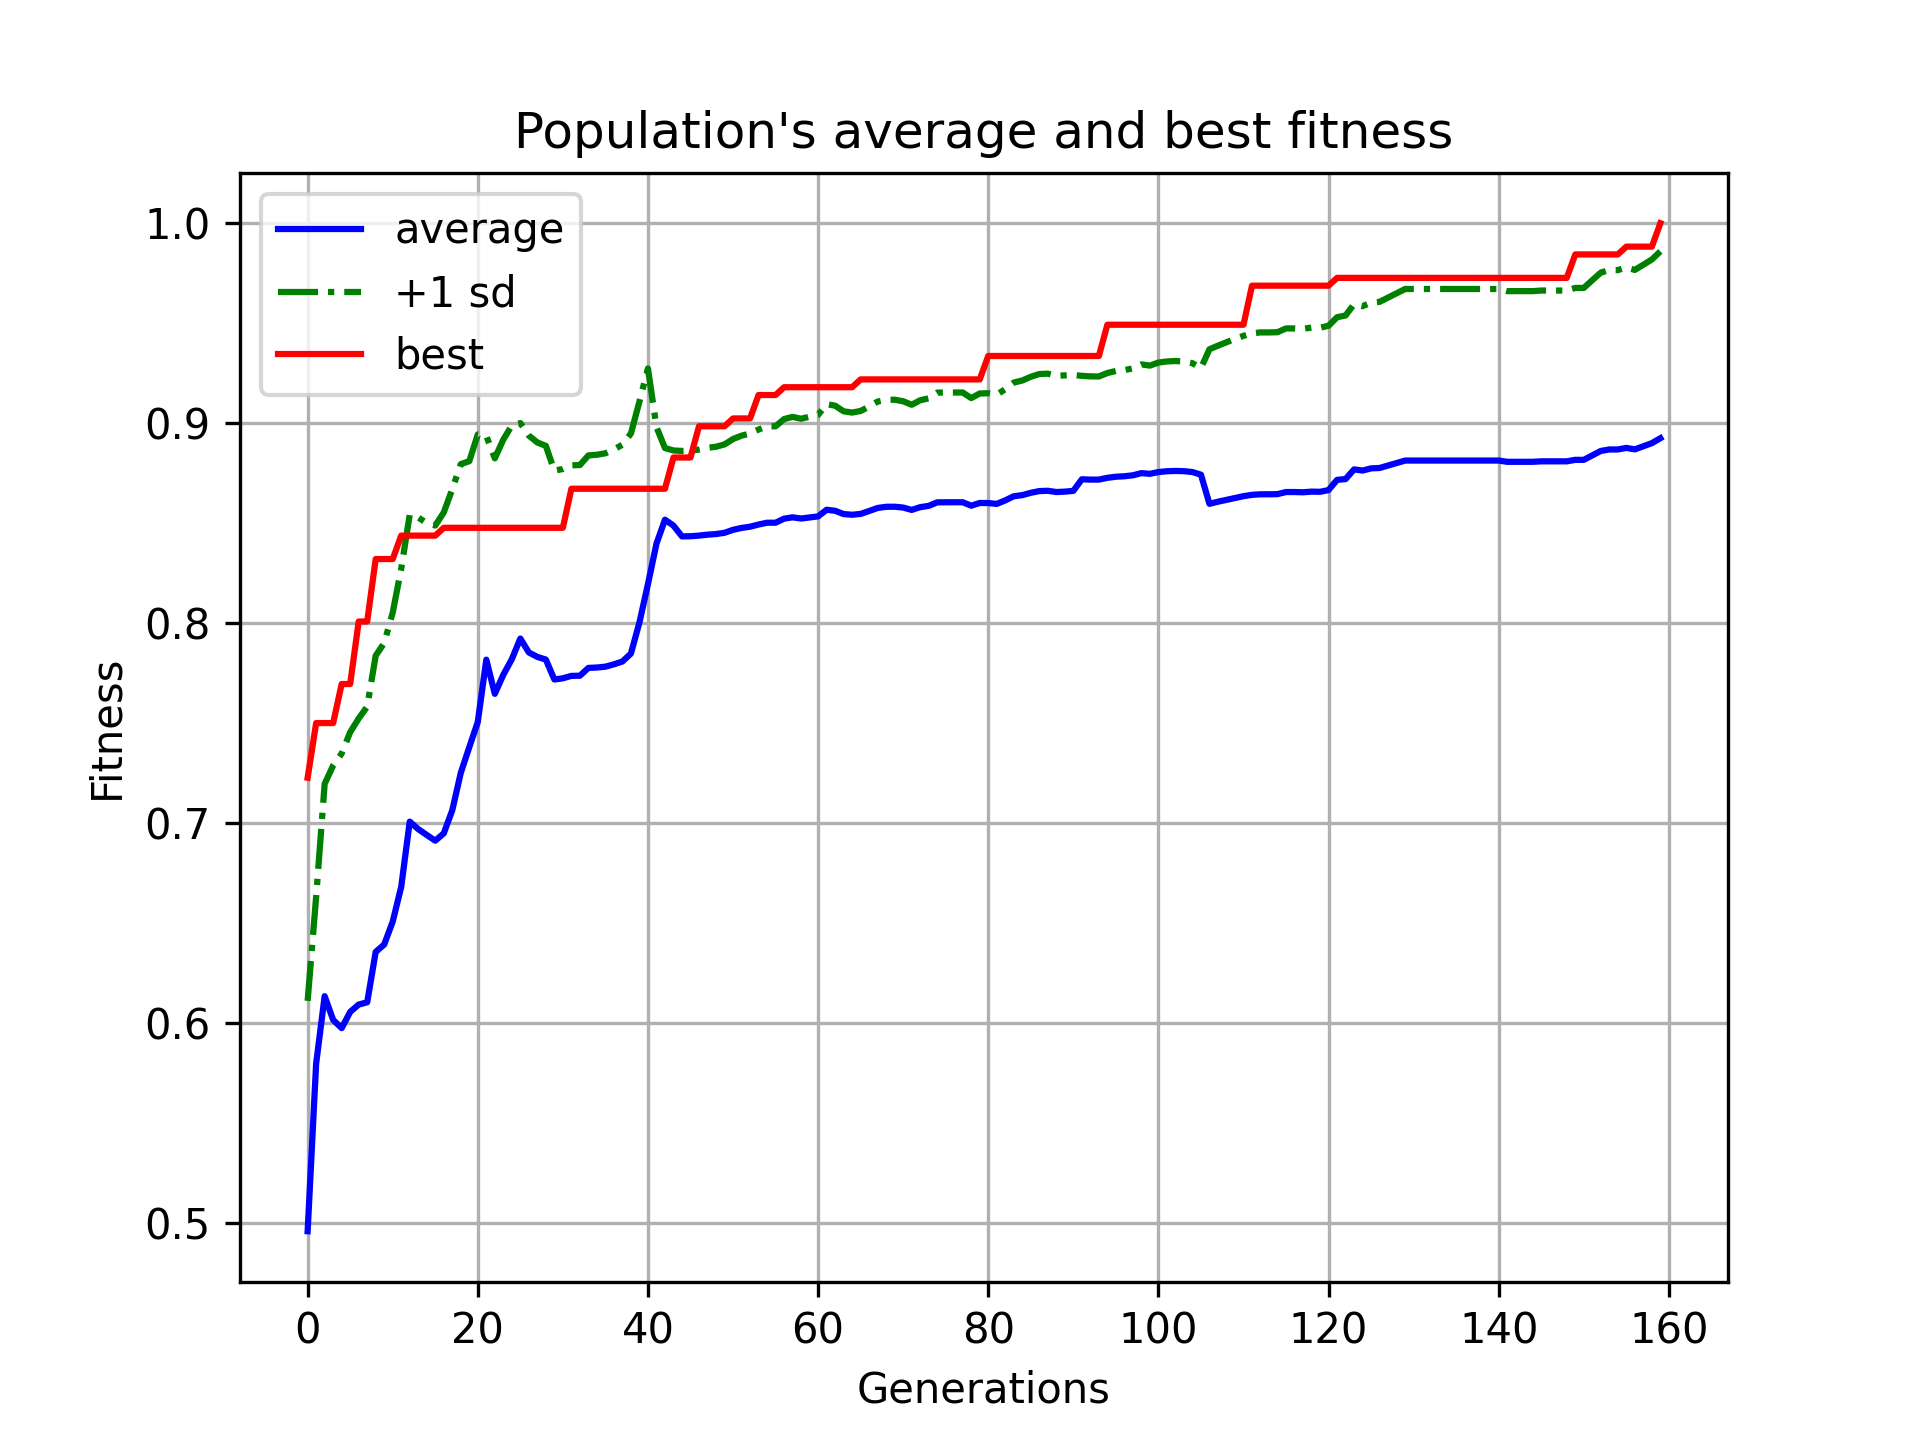 Population's average and best fitness
average
+1 sd
best
1.0
0.9
0.8
0.7
0.6
0.5
Fitness
0 20 40 60 80 100 120 140 160
Generations